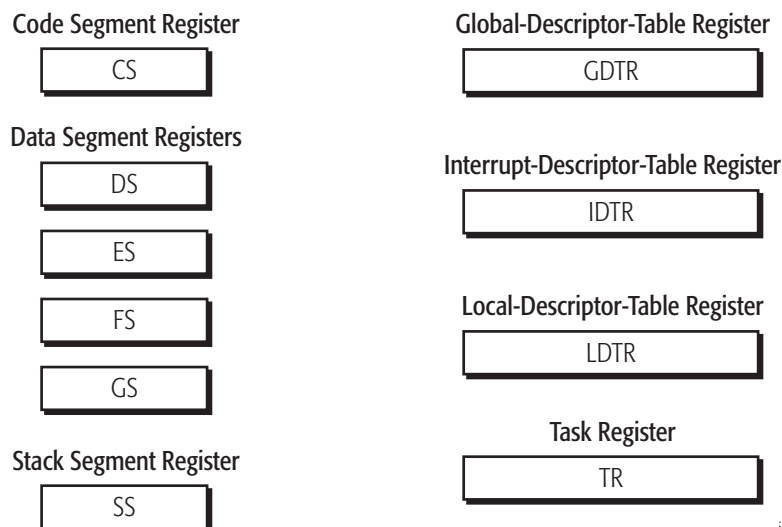 Code Segment Register
CS
Data Segment Registers
DS
ES
FS
GS
Stack Segment Register
SS
Global-Descriptor-Table Register
GDTR
Interrupt-Descriptor-Table Register
IDTR
Local-Descriptor-Table Register
LDTR
Task Register
TR